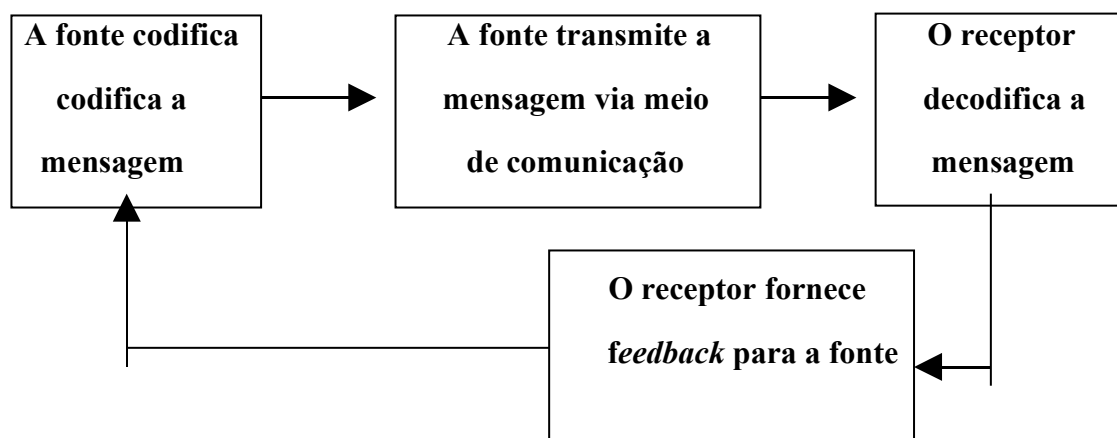 A fonte codifica
codifica a
mensagem
A fonte transmite a
mensagem via meio
de comunicação
O receptor
decodifica a
mensagem
O receptor fornece
feedback para a fonte